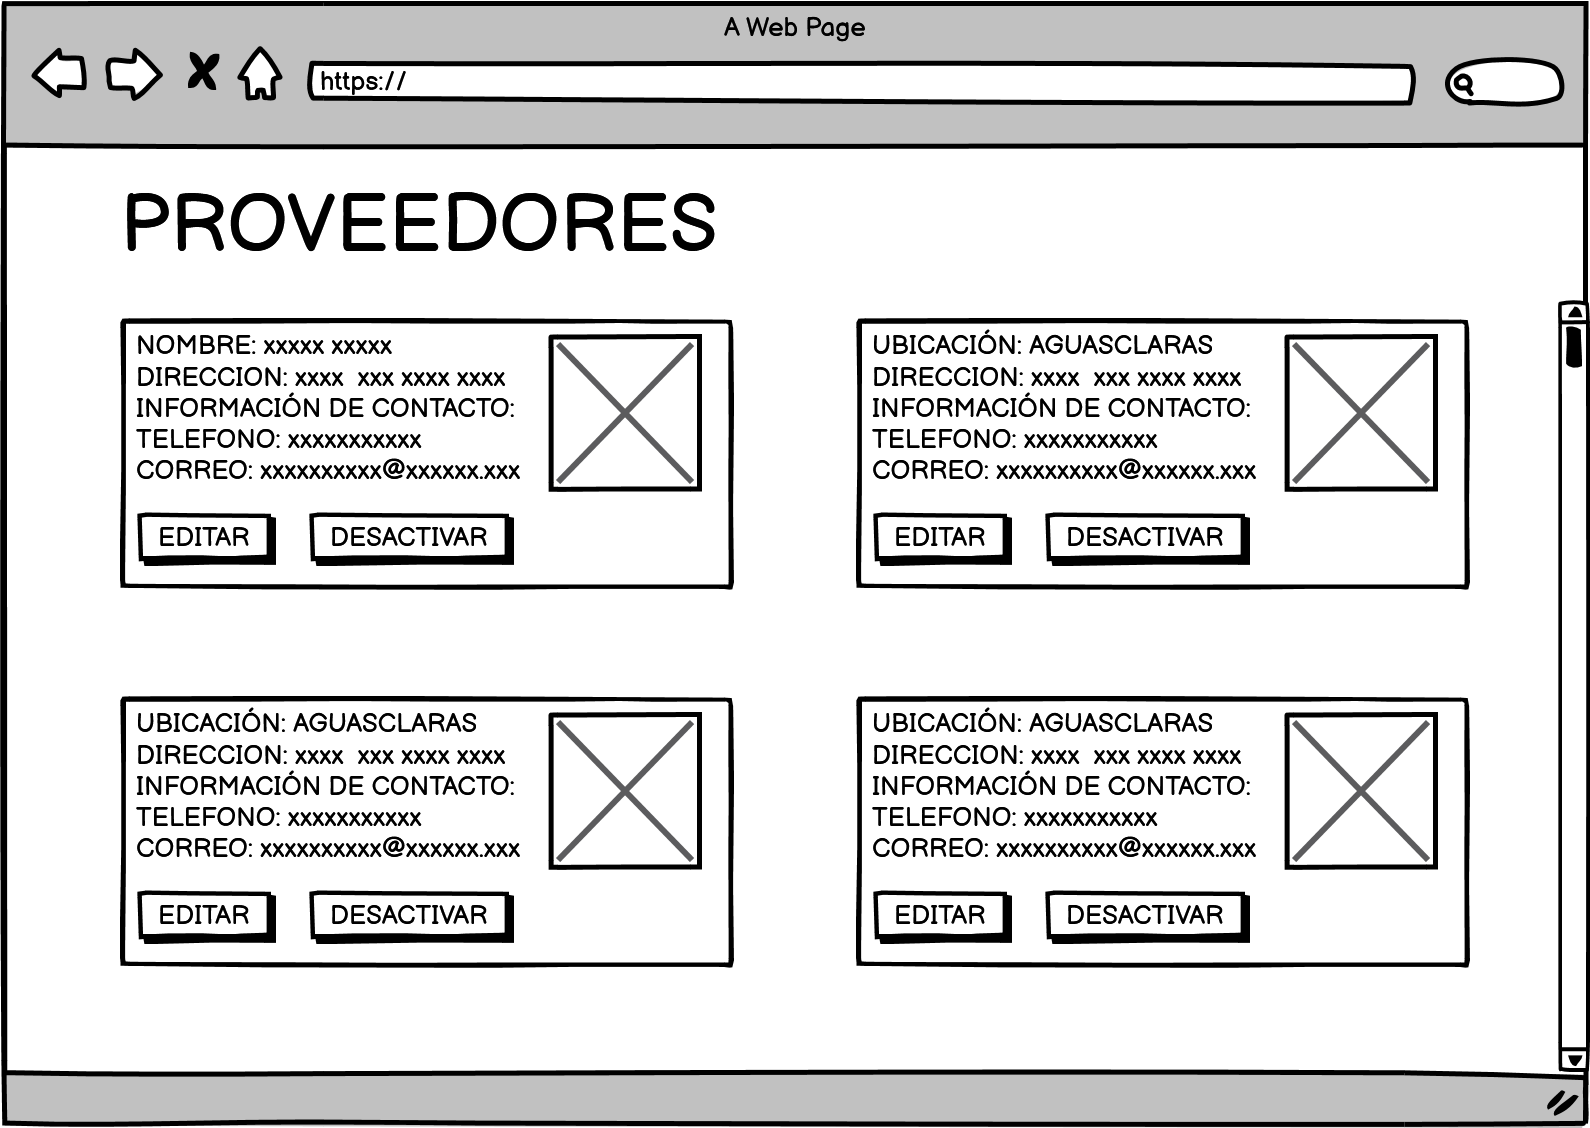 A Web Page
https://
PROVEEDORES
NOMBRE: xxxxx xxxxx
DIRECCION: xxxx  xxx xxxx xxxx
INFORMACIÓN DE CONTACTO:
TELEFONO: xxxxxxxxxxx
CORREO: xxxxxxxxxx@xxxxxx.xxx
EDITAR
DESACTIVAR
UBICACIÓN: AGUASCLARAS
DIRECCION: xxxx  xxx xxxx xxxx
INFORMACIÓN DE CONTACTO:
TELEFONO: xxxxxxxxxxx
CORREO: xxxxxxxxxx@xxxxxx.xxx
EDITAR
DESACTIVAR
UBICACIÓN: AGUASCLARAS
DIRECCION: xxxx  xxx xxxx xxxx
INFORMACIÓN DE CONTACTO:
TELEFONO: xxxxxxxxxxx
CORREO: xxxxxxxxxx@xxxxxx.xxx
EDITAR
DESACTIVAR
UBICACIÓN: AGUASCLARAS
DIRECCION: xxxx  xxx xxxx xxxx
INFORMACIÓN DE CONTACTO:
TELEFONO: xxxxxxxxxxx
CORREO: xxxxxxxxxx@xxxxxx.xxx
EDITAR
DESACTIVAR